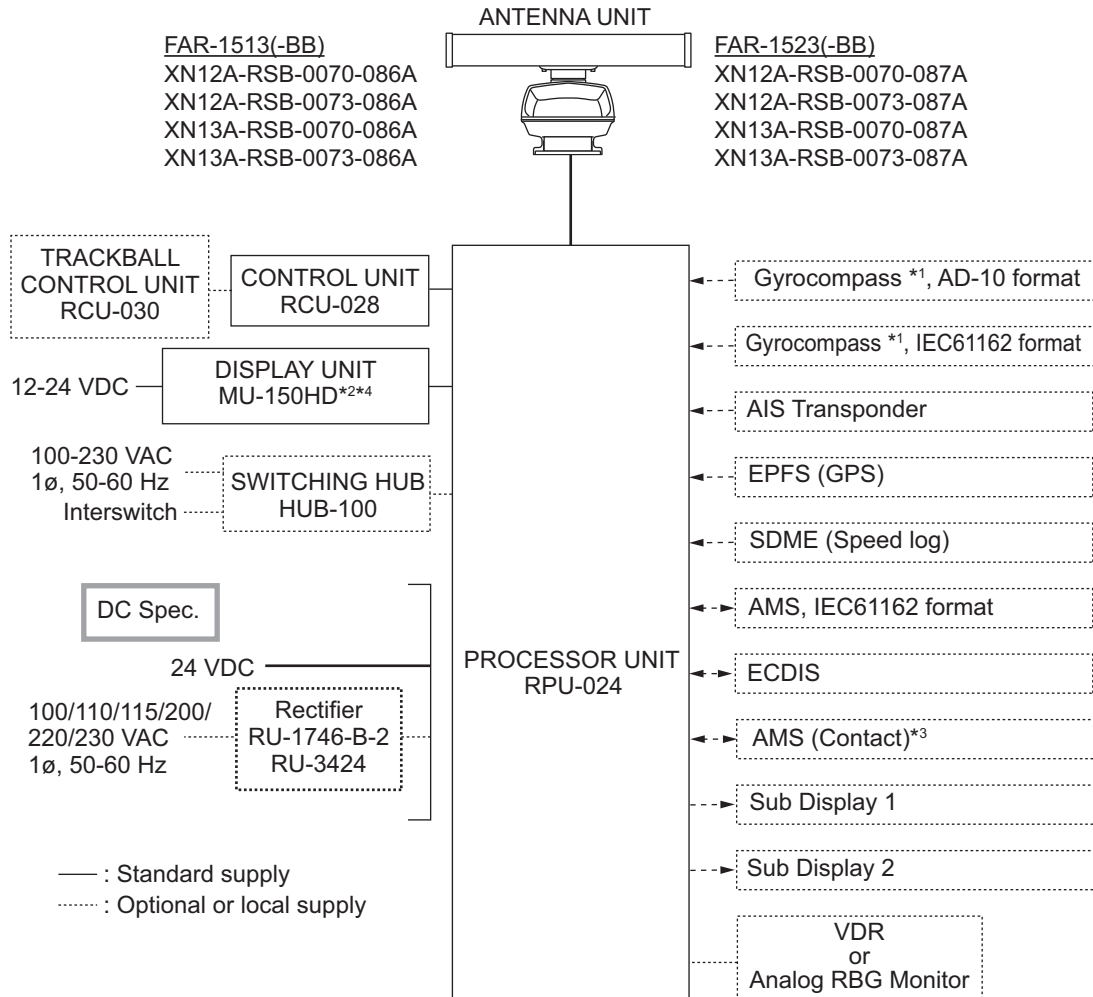 ANTENNA UNIT
FAR-1513(-BB)
XN12A-RSB-0070-086A
XN12A-RSB-0073-086A
XN13A-RSB-0070-086A
XN13A-RSB-0073-086A
FAR-1523(-BB)
XN12A-RSB-0070-087A
XN12A-RSB-0073-087A
XN13A-RSB-0070-087A
XN13A-RSB-0073-087A
TRACKBALL
CONTROL UNIT
RCU-030
CONTROL UNIT
RCU-028
12-24 VDC
DISPLAY UNIT
MU-150HD*2*4
100-230 VAC
1ø, 50-60 Hz
Interswitch
SWITCHING HUB
HUB-100
DC Spec.
24 VDC
100/110/115/200/
220/230 VAC
1ø, 50-60 Hz
Rectifier
RU-1746-B-2
RU-3424
PROCESSOR UNIT
RPU-024
Gyrocompass *1, AD-10 format
Gyrocompass *1, IEC61162 format
AIS Transponder
EPFS (GPS)
SDME (Speed log)
AMS, IEC61162 format
ECDIS
AMS (Contact)*3
Sub Display 1
Sub Display 2
VDR
or
Analog RBG Monitor
: Standard supply
: Optional or local supply